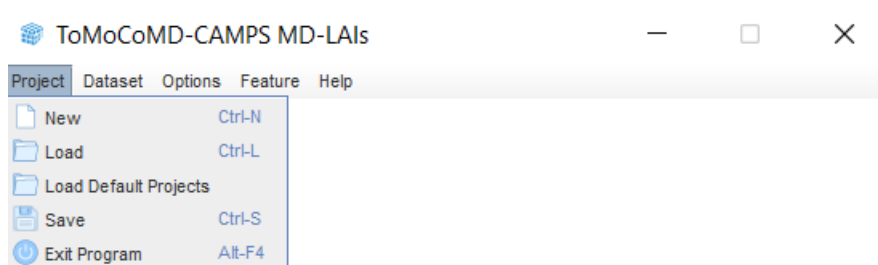 ToMoCoMD-CAMPS MD-LAIs
Project Dataset Options Feature Help
New Ctrl-N
Load Ctrl-L
Load Default Projects
Save Ctrl-S
Exit Program Alt-F4